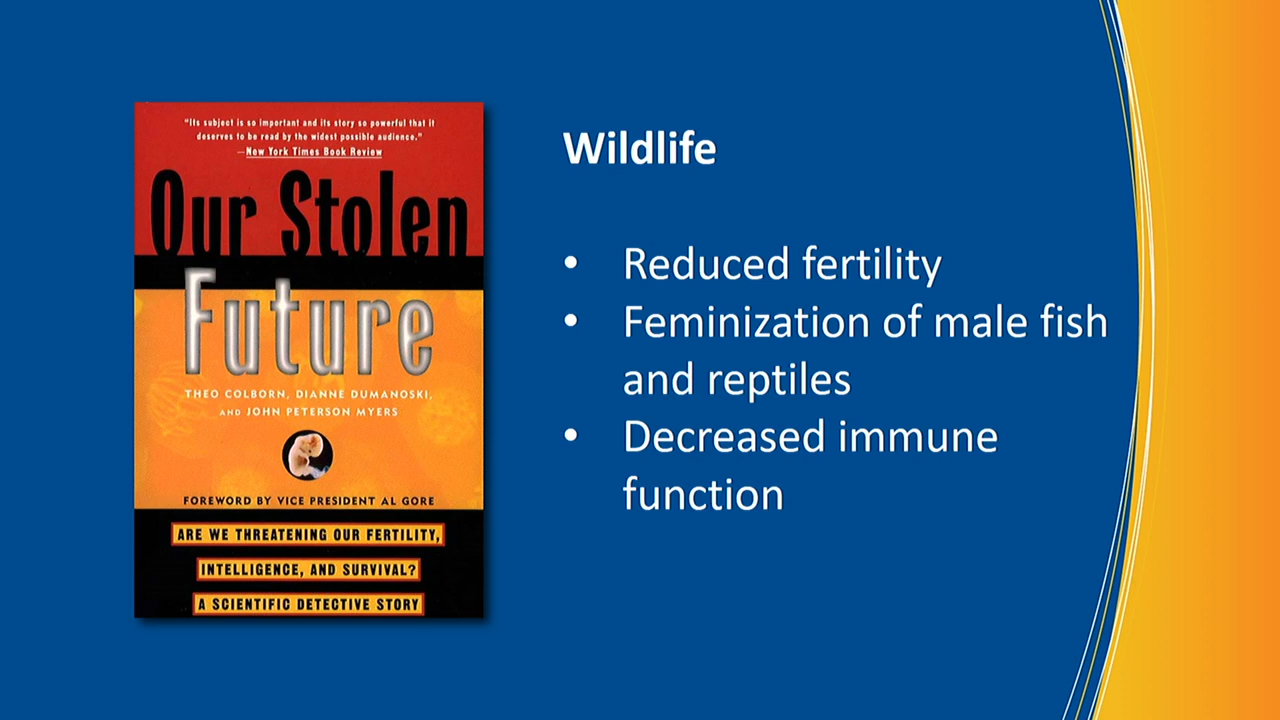 "Its subject is so important and its story so powerful that it
deserves to be read by the widest possible audience."
—New York Times Book Review
Our Stolen
Future
THEO COLBORN, DIANNE DUMANOSKI,
AND JOHN PETERSON MYERS
FOREWORD BY VICE PRESIDENT AL GORE
ARE WE THREATENING OUR FERTILITY,
INTELLIGENCE, AND SURVIVAL?
A SCIENTIFIC DETECTIVE STORY
Wildlife
• Reduced fertility
• Feminization of male fish
and reptiles
• Decreased immune
function